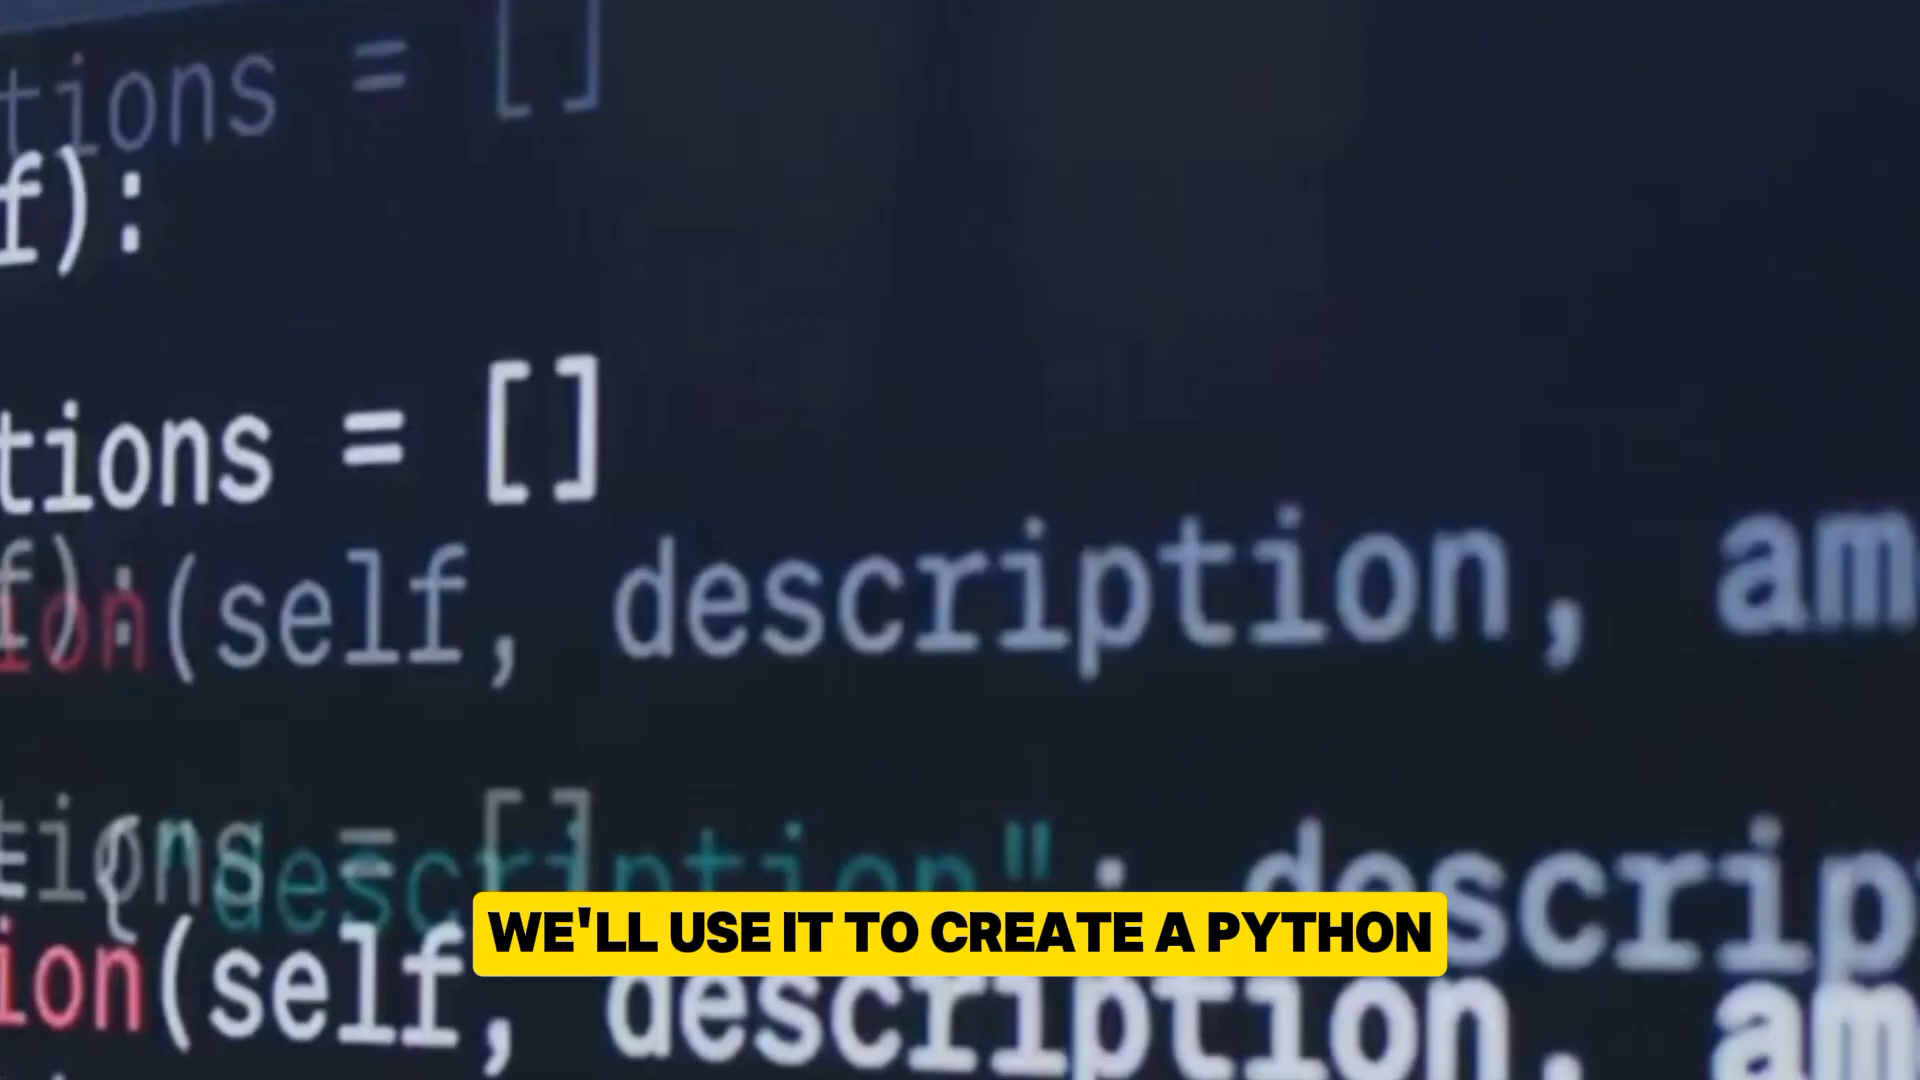 tions = []
f):
tions = []
f):
ion(self, description, am
tions = []
{ "description": descrip
WE'LL USE IT TO CREATE A PYTHON
ion(self, description, am